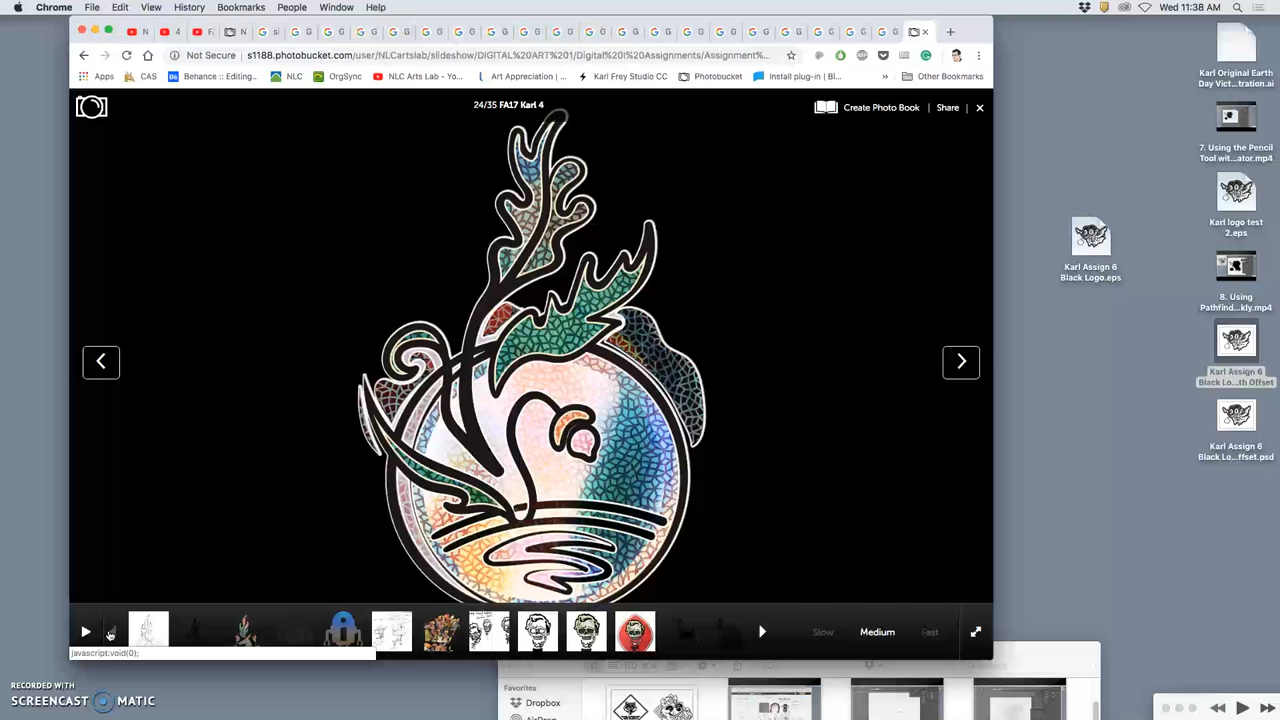 Chrome File Edit View History Bookmarks People Window Help
Wed 11:38 AM
Not Secure s1188.photobucket.com/user/NLCartslab/slideshow/DIGITAL%20ART%201/Digital%20I%20Assignments/Assignment%...
Apps CAS Behance :: Editing... NLC OrgSync NLC Arts Lab - Yo... Art Appreciation (... Karl Frey Studio CC Photobucket Install plug-in | Bl... » Other Bookmarks
24/35 FA17 Karl 4
Create Photo Book | Share
Karl Original Earth
Day Vict...tration.ai
7. Using the Pencil
Tool wit...ator.mp4
Karl logo test
2.eps
Karl Assign 6
Black Logo.eps
8. Using
Pathfind...kly.mp4
Karl Assign 6
Black Lo...th Offset
Karl Assign 6
Black Lo...ffset.psd
Slow Medium Fast
javascript:void(0);
Favorites
Dropbox
AirDrop
RECORDED WITH
SCREENCAST MATIC